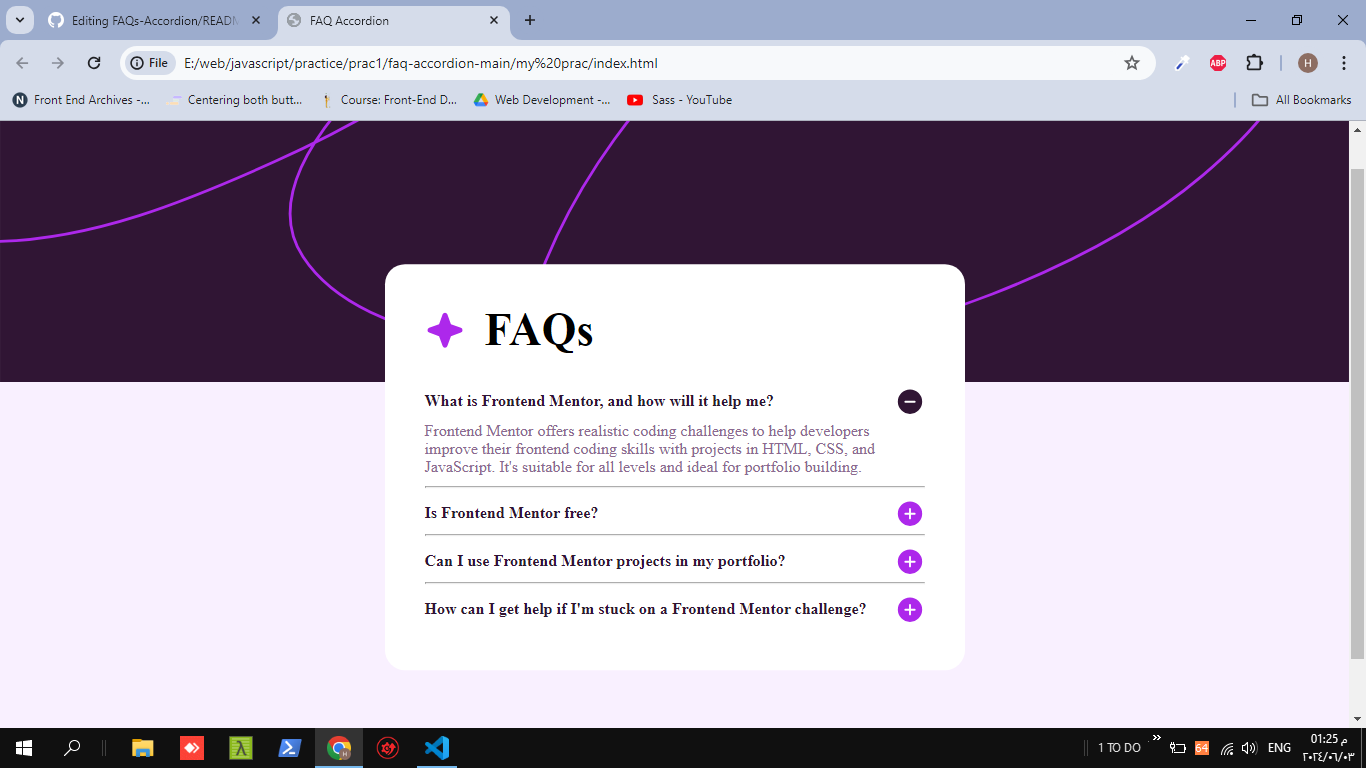 Editing FAQs-Accordion/READM
FAQ Accordion
File
E:/web/javascript/practice/prac1/faq-accordion-main/my%20prac/index.html
ABP
H
N
Front End Archives -...
Centering both butt...
Course: Front-End D...
Web Development -...
Sass - YouTube
All Bookmarks
FAQs
What is Frontend Mentor, and how will it help me?
Frontend Mentor offers realistic coding challenges to help developers
improve their frontend coding skills with projects in HTML, CSS, and
JavaScript. It's suitable for all levels and ideal for portfolio building.
Is Frontend Mentor free?
Can I use Frontend Mentor projects in my portfolio?
How can I get help if I'm stuck on a Frontend Mentor challenge?
H
1 TO DO
64
ENG
01:25 م
٢٠٢٤/٠٦/٠٣